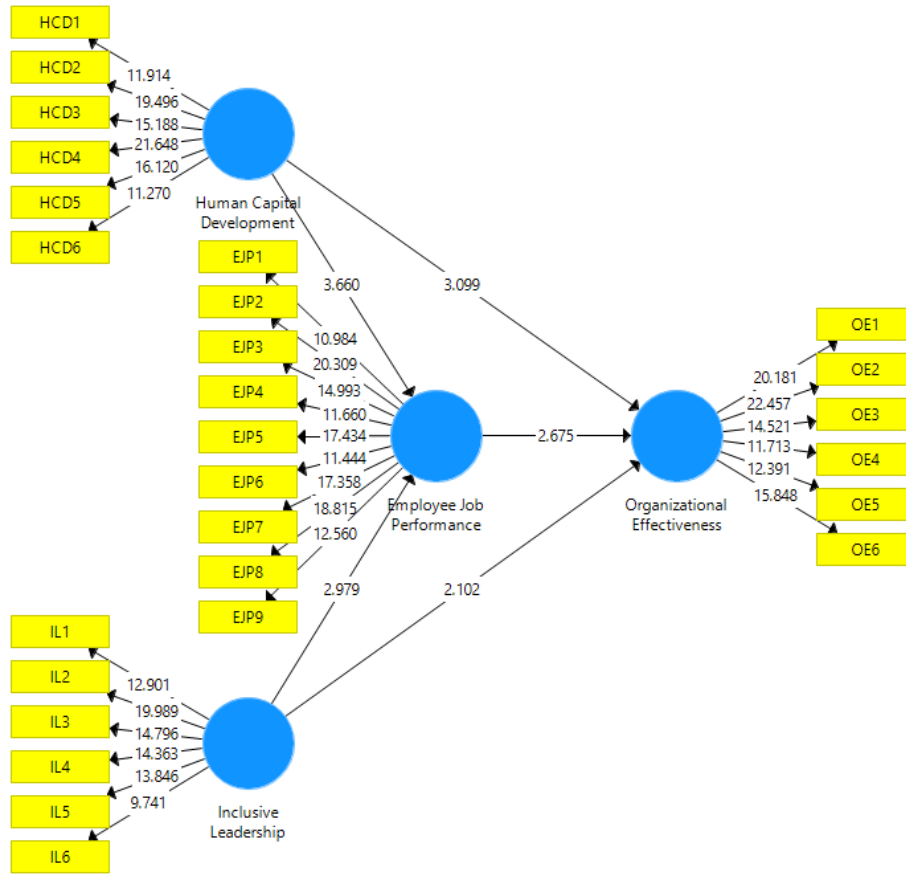 HCD1
HCD2
HCD3
HCD4
HCD5
HCD6
11.914
19.496
15.188
21.648
16.120
11.270
Human Capital
Development
EJP1
EJP2
EJP3
EJP4
EJP5
EJP6
EJP7
EJP8
EJP9
10.984
20.309
14.993
11.660
17.434
11.444
17.358
18.815
12.560
3.660
3.099
Employee Job
Performance
2.675
2.979
2.102
Organizational
Effectiveness
20.181
22.457
14.521
11.713
12.391
15.848
OE1
OE2
OE3
OE4
OE5
OE6
IL1
IL2
IL3
IL4
IL5
IL6
12.901
19.989
14.796
14.363
13.846
9.741
Inclusive
Leadership